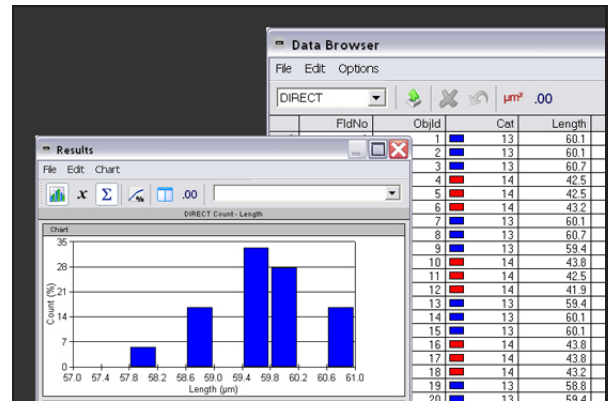 Data Browser
File Edit Options
DIRECT µm² .00
FldNo ObjId Cat Length
1 13 60.1
2 13 60.1
3 13 60.7
4 14 42.5
5 14 42.5
6 14 43.2
7 13 60.1
8 13 60.7
9 13 59.4
10 14 43.8
11 14 42.5
12 14 41.9
13 13 59.4
14 13 60.1
15 13 60.1
16 14 43.8
17 14 43.8
18 14 43.2
19 13 58.8
20 13 59.4
Results
File Edit Chart
x Σ % .00
DIRECT Count - Length
Chart
Count (%)
35
28
21
14
7
0
57.0 57.4 57.8 58.2 58.6 59.0 59.4 59.8 60.2 60.6 61.0
Length (µm)